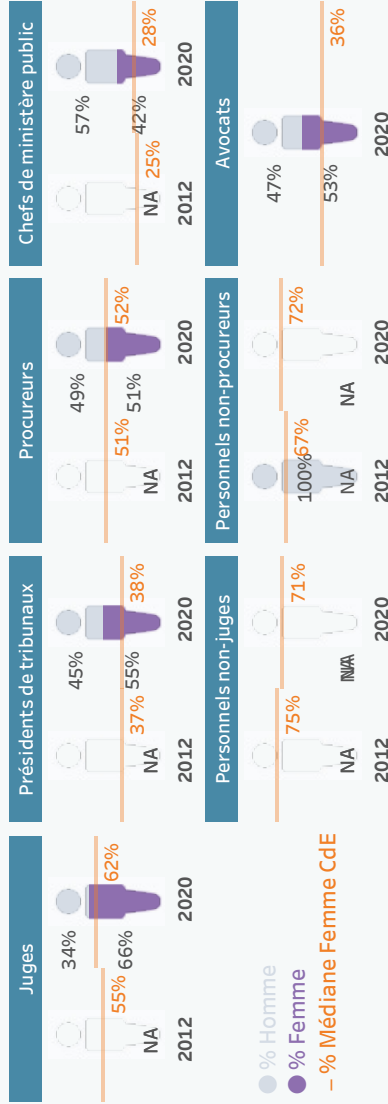 Juges
34%
55%
62%
66%
NA
2012
2020
Présidents de tribunaux
45%
37%
38%
55%
NA
2012
2020
Procureurs
49%
51%
52%
51%
NA
2012
2020
Chefs de ministère public
57%
25%
28%
42%
NA
2012
2020
% Homme
% Femme
– % Médiane Femme CdE
Personnels non-juges
75%
71%
NA
NA
2012
2020
Personnels non-procureurs
67%
72%
100%
NA
NA
2012
2020
Avocats
47%
36%
53%
2020